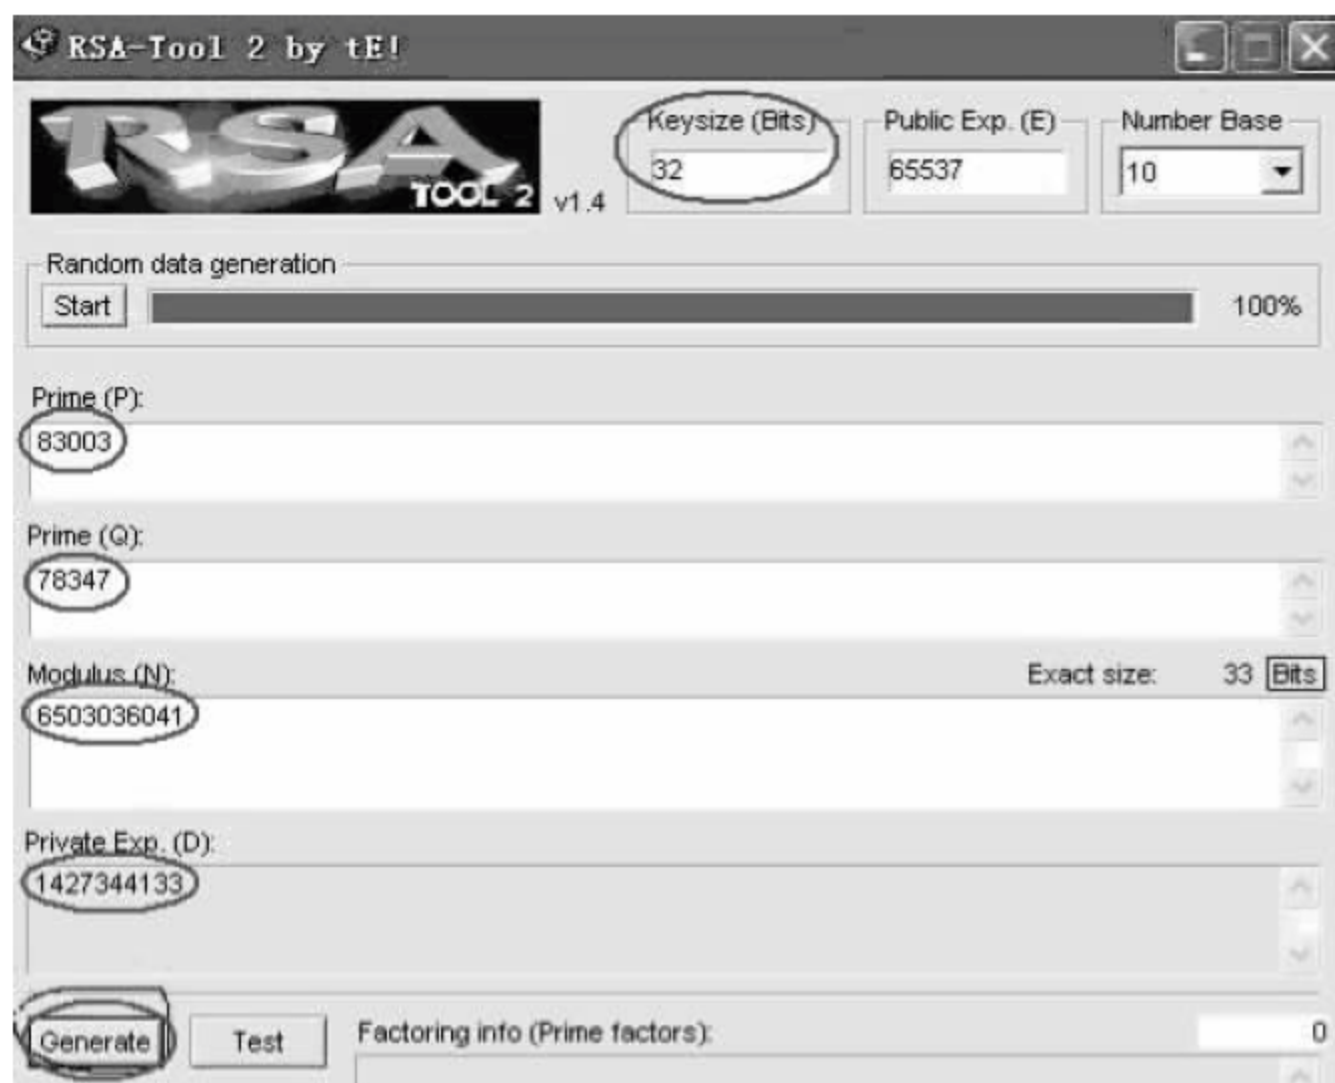 RSA-Tool 2 by tE!
RSA
TOOL 2
v1.4
Keysize (Bits)
32
Public Exp. (E)
65537
Number Base
10
Random data generation
Start
100%
Prime (P):
83003
Prime (Q):
78347
Modulus (N):
Exact size: 33 Bits
6503036041
Private Exp. (D):
1427344133
Generate
Test
Factoring info (Prime factors):
0